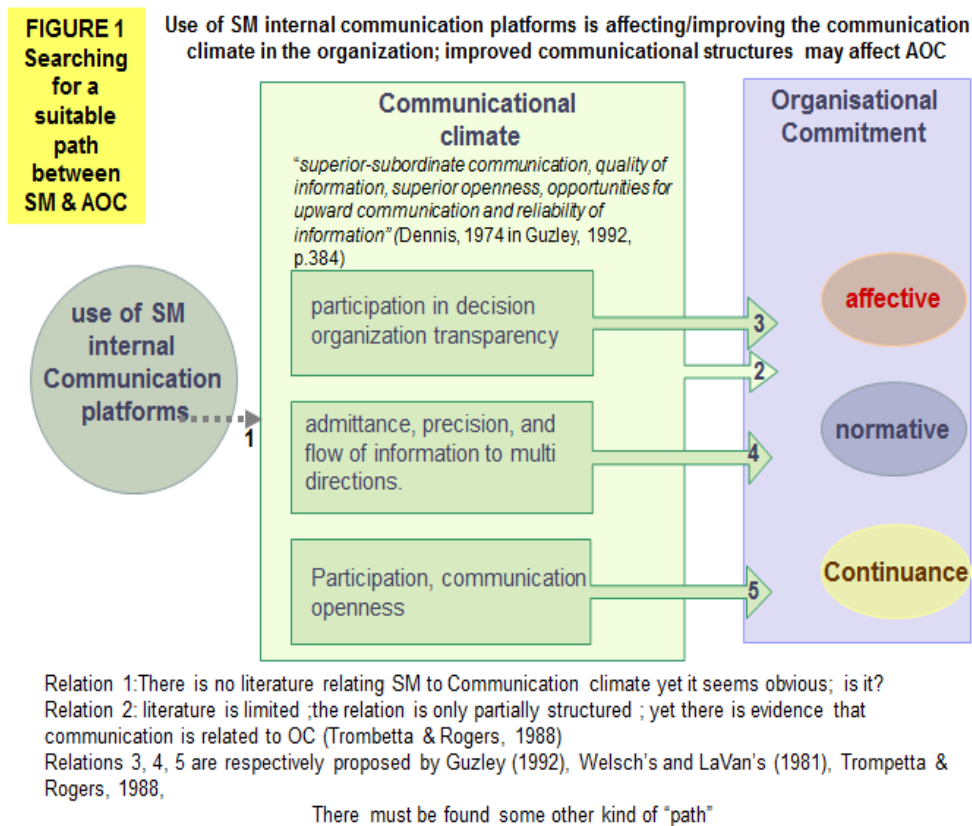 FIGURE 1
Searching
for a
suitable
path
between
SM & AOC
Use of SM internal communication platforms is affecting/improving the communication
climate in the organization; improved communicational structures may affect AOC
Communicational
climate
"superior-subordinate communication, quality of
information, superior openness, opportunities for
upward communication and reliability of
information" (Dennis, 1974 in Guzley, 1992,
p.384)
Organisational
Commitment
use of SM
internal
Communication
platforms
1
participation in decision
organization transparency
3
2
admittance, precision, and
flow of information to multi
directions.
4
Participation, communication
openness
5
affective
normative
Continuance
Relation 1:There is no literature relating SM to Communication climate yet it seems obvious; is it?
Relation 2: literature is limited ;the relation is only partially structured ; yet there is evidence that
communication is related to OC (Trombetta & Rogers, 1988)
Relations 3, 4, 5 are respectively proposed by Guzley (1992), Welsch's and LaVan's (1981), Trompetta &
Rogers, 1988,
There must be found some other kind of "path"